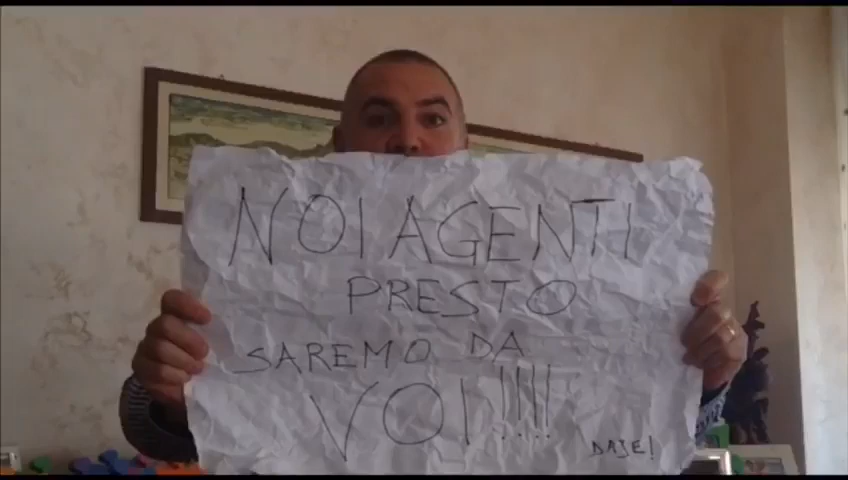 NOI AGENTI
PRESTO
SAREMO DA
VOI!!!!
DAJE!